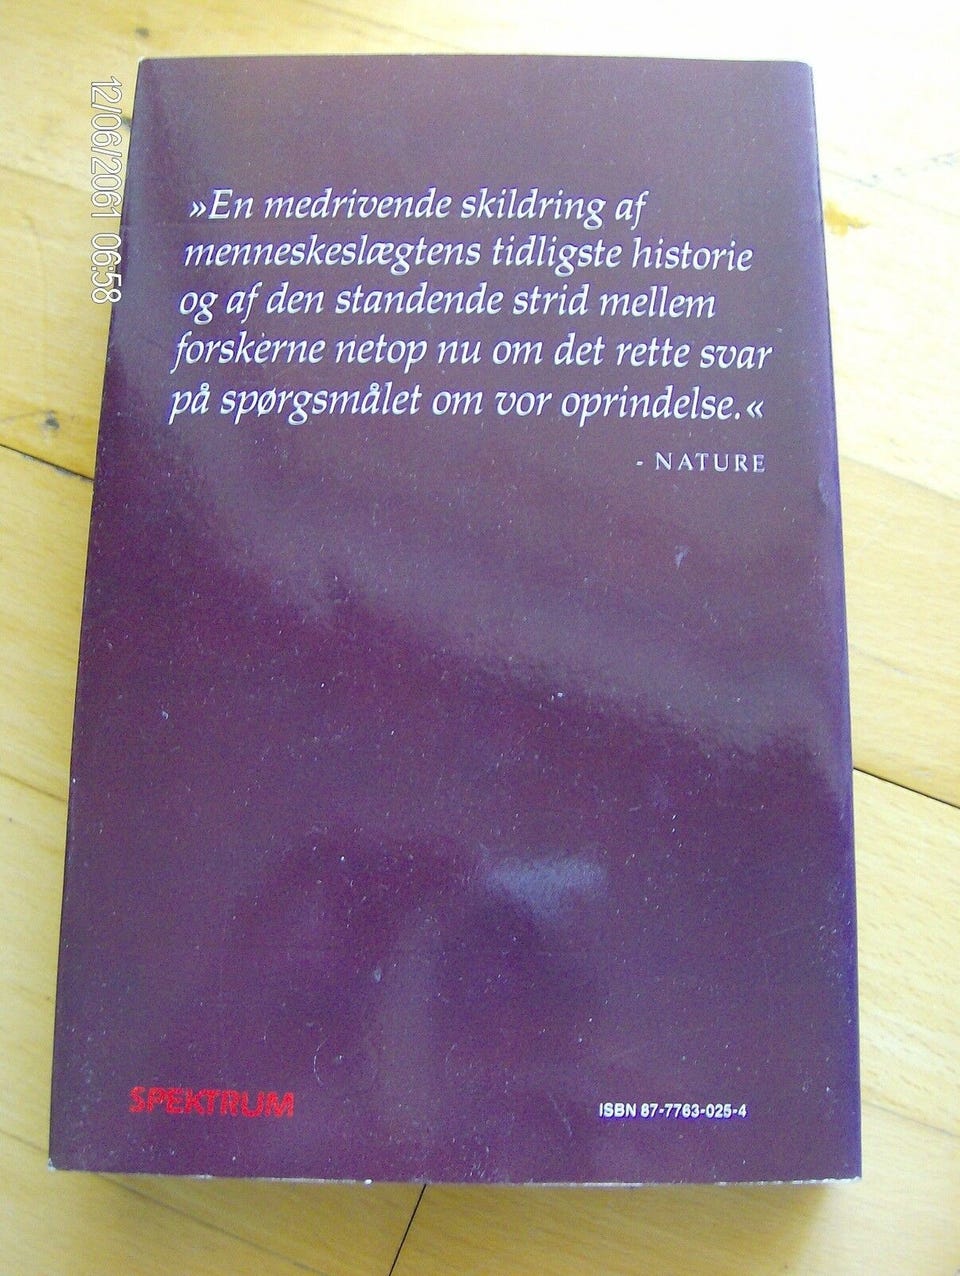 12/06/2061 06:58
»En medrivende skildring af
menneskeslægtens tidligste historie
og af den standende strid mellem
forskerne netop nu om det rette svar
på spørgsmålet om vor oprindelse.«
- NATURE
SPEKTRUM
ISBN 87-7763-025-4